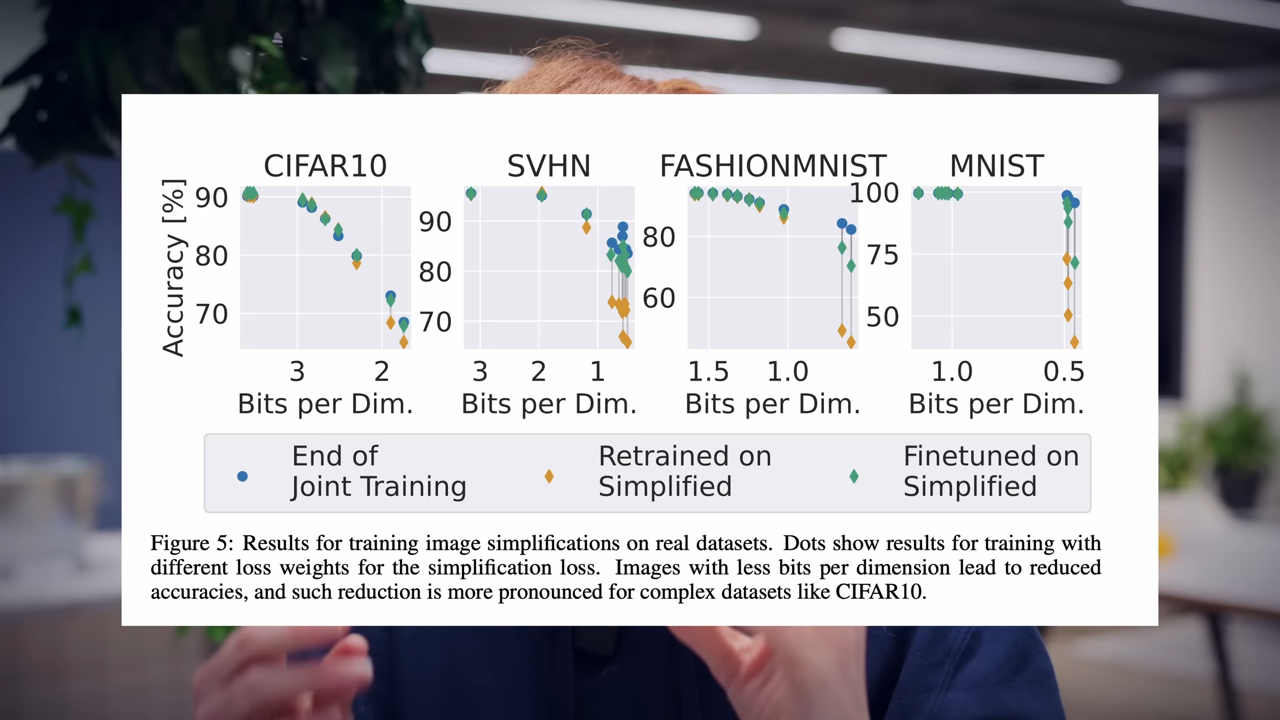 CIFAR10
SVHN
FASHIONMNIST
MNIST
Accuracy [%]
90
80
70
3
2
Bits per Dim.
90
80
70
3
2
1
Bits per Dim.
80
60
1.5
1.0
Bits per Dim.
100
75
50
1.0
0.5
Bits per Dim.
End of
Joint Training
Retrained on
Simplified
Finetuned on
Simplified
Figure 5: Results for training image simplifications on real datasets. Dots show results for training with
different loss weights for the simplification loss. Images with less bits per dimension lead to reduced
accuracies, and such reduction is more pronounced for complex datasets like CIFAR10.